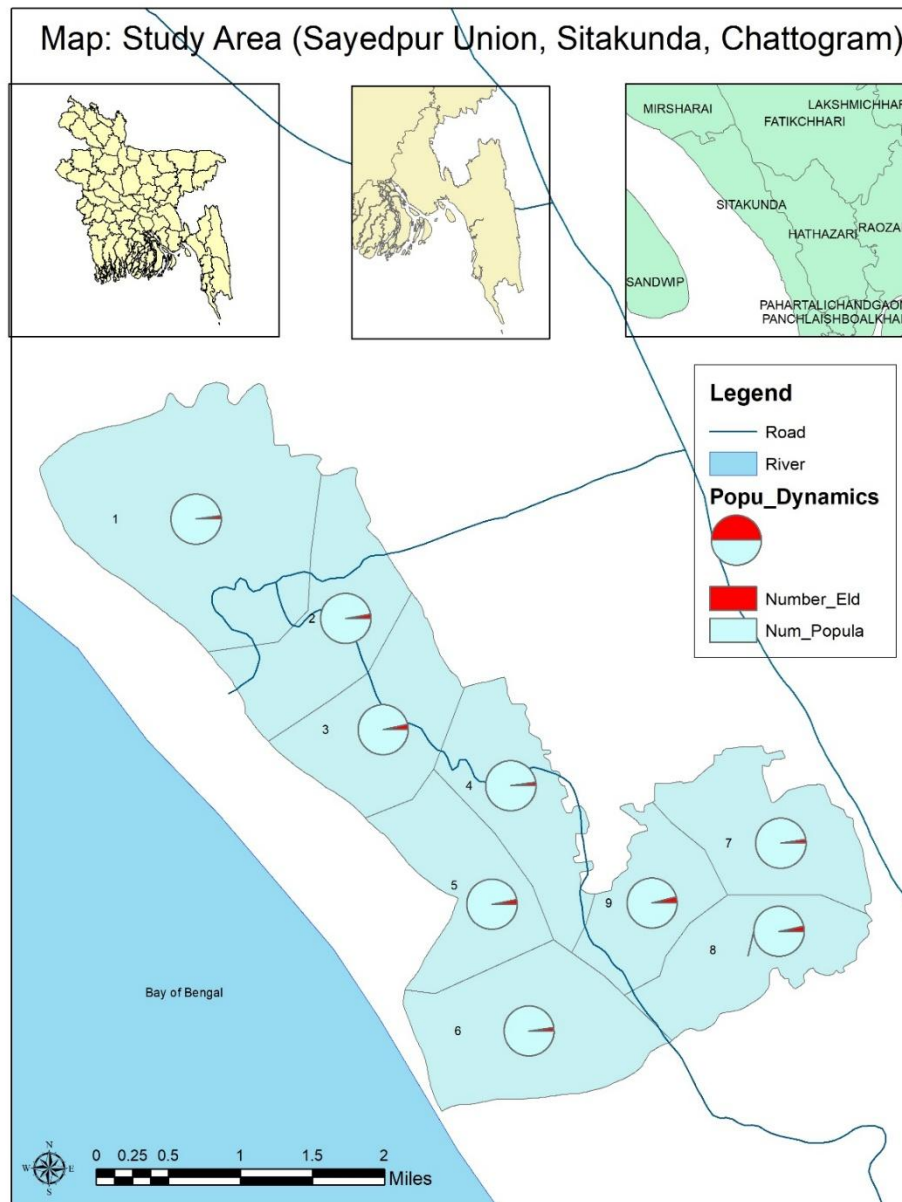 Map: Study Area (Sayedpur Union, Sitakunda, Chattogram)
MIRSHARAI
FATIKCHHARI
SITAKUNDA
HATHAZARI
SANDWIP
Legend
Road
River
Popu_Dynamics
Number_Eld
Num_Popula
1
2
3
4
5
6
7
8
9
Bay of Bengal
N
W E
S
0 0.25 0.5 1 1.5 2
Miles